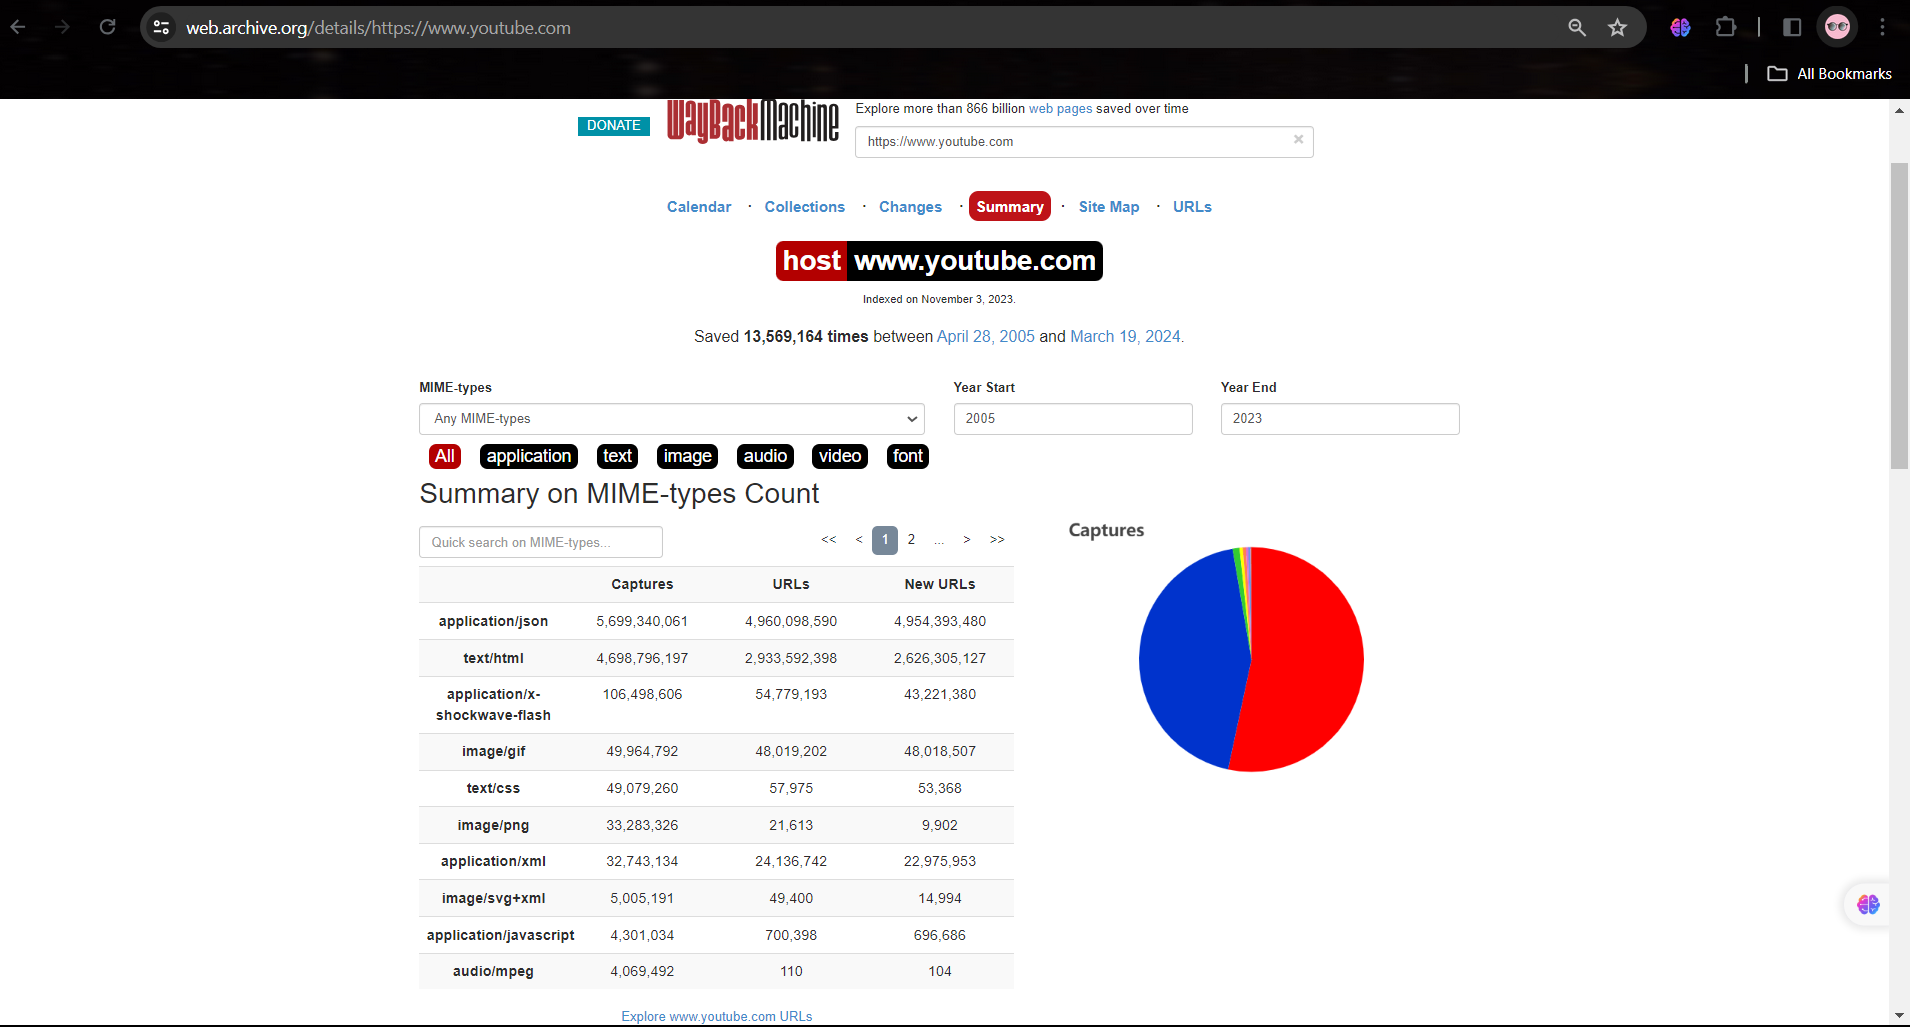 web.archive.org/details/https://www.youtube.com
All Bookmarks
DONATE
WayBackMachine
Explore more than 866 billion web pages saved over time
https://www.youtube.com ×
Calendar · Collections · Changes · Summary · Site Map · URLs
host www.youtube.com
Indexed on November 3, 2023.
Saved 13,569,164 times between April 28, 2005 and March 19, 2024.
MIME-types Year Start Year End
Any MIME-types 2005 2023
All application text image audio video font
Summary on MIME-types Count
Quick search on MIME-types... << < 1 2 ... > >>
Captures
Captures URLs New URLs
application/json 5,699,340,061 4,960,098,590 4,954,393,480
text/html 4,698,796,197 2,933,592,398 2,626,305,127
application/x-
shockwave-flash 106,498,606 54,779,193 43,221,380
image/gif 49,964,792 48,019,202 48,018,507
text/css 49,079,260 57,975 53,368
image/png 33,283,326 21,613 9,902
application/xml 32,743,134 24,136,742 22,975,953
image/svg+xml 5,005,191 49,400 14,994
application/javascript 4,301,034 700,398 696,686
audio/mpeg 4,069,492 110 104
Explore www.youtube.com URLs